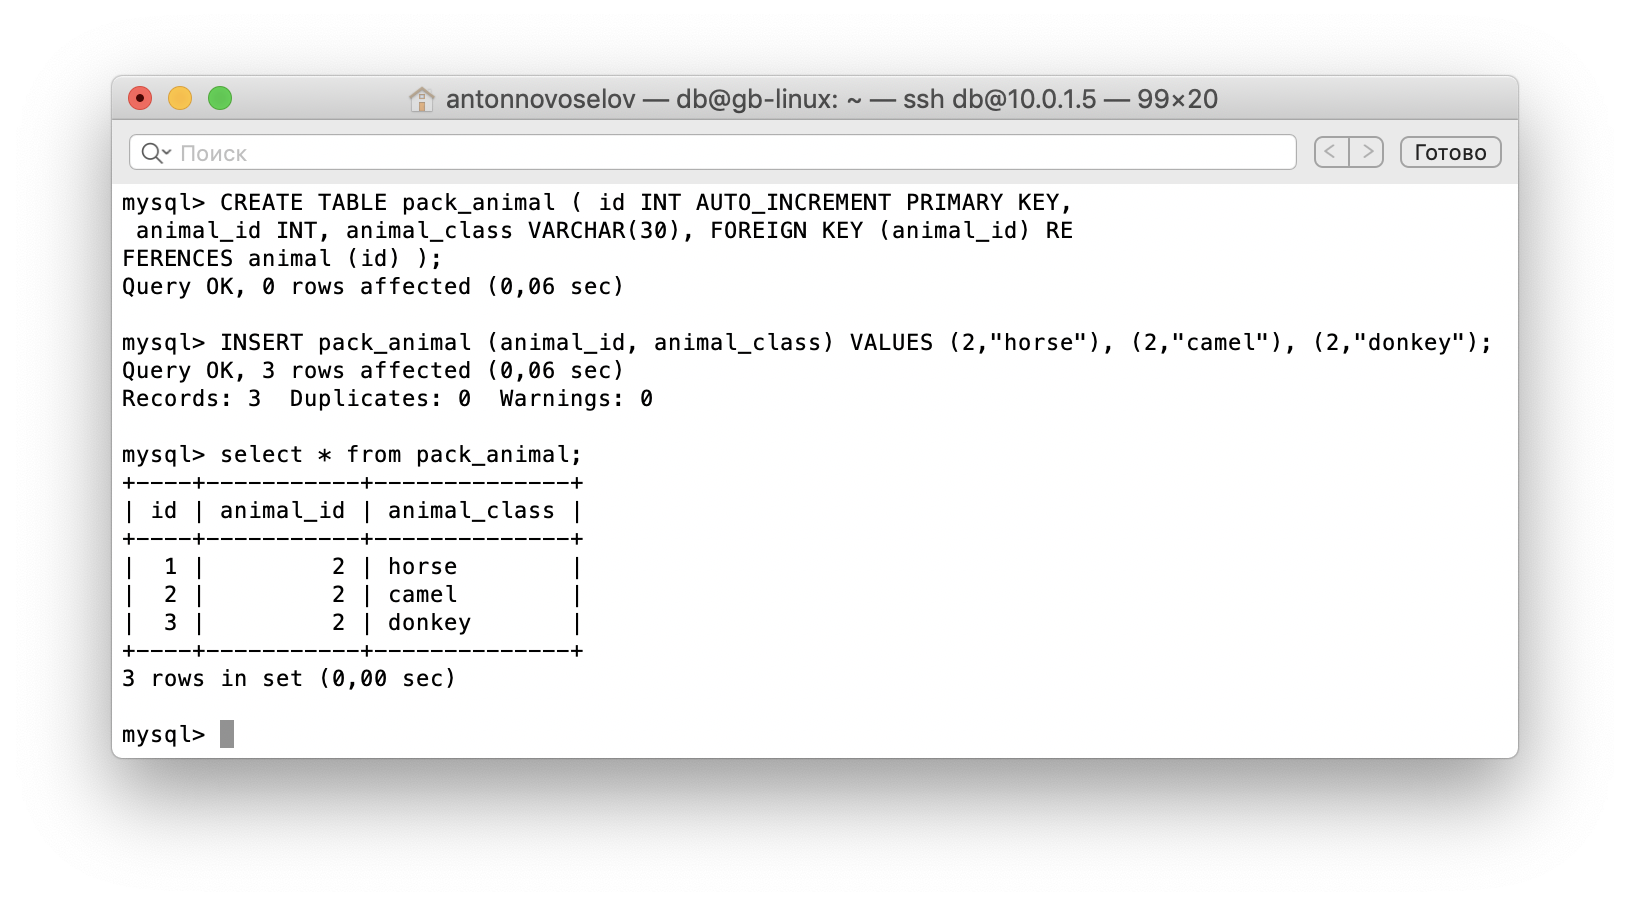 antonnovoselov — db@gb-linux: ~ — ssh db@10.0.1.5 — 99×20
Поиск
< > Готово
mysql> CREATE TABLE pack_animal ( id INT AUTO_INCREMENT PRIMARY KEY,
 animal_id INT, animal_class VARCHAR(30), FOREIGN KEY (animal_id) RE
FERENCES animal (id) );
Query OK, 0 rows affected (0,06 sec)

mysql> INSERT pack_animal (animal_id, animal_class) VALUES (2,"horse"), (2,"camel"), (2,"donkey");
Query OK, 3 rows affected (0,06 sec)
Records: 3  Duplicates: 0  Warnings: 0

mysql> select * from pack_animal;
+----+-----------+--------------+
| id | animal_id | animal_class |
+----+-----------+--------------+
|  1 |         2 | horse        |
|  2 |         2 | camel        |
|  3 |         2 | donkey       |
+----+-----------+--------------+
3 rows in set (0,00 sec)

mysql>